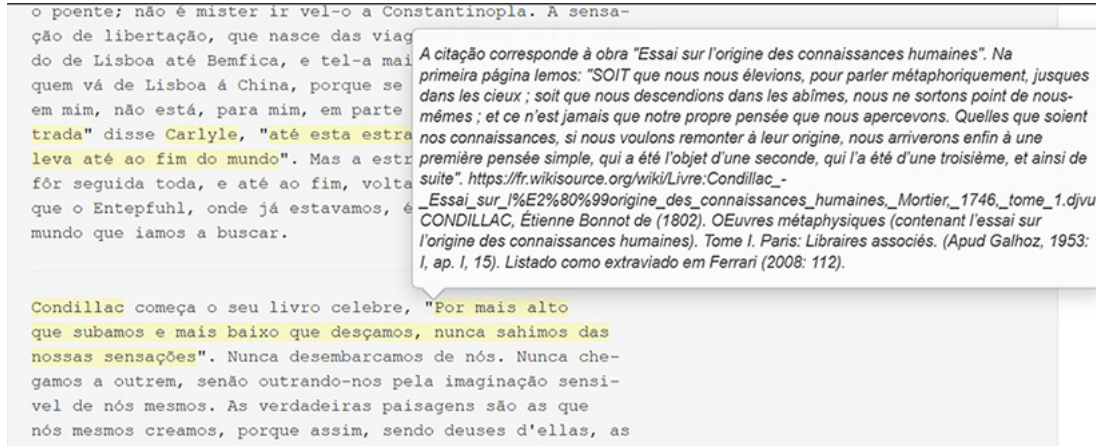 o poente; não é mister ir vel-o a Constantinopla. A sensa-
ção de libertação, que nasce das
do de Lisboa até Bemfica, e tel-a
quem vá de Lisboa á China, porque se
em mim, não está, para mim, em parte
trada" disse Carlyle, "até esta
leva até ao fim do mundo". Mas a
fôr seguida toda, e até ao fim,
que o Entepfuhl, onde já estavamos, é
mundo que iamos a buscar.
A citação corresponde à obra "Essai sur l'origine des connaissances humaines". Na
primeira página lemos: "SOIT que nous nous élevions, pour parler métaphoriquement, jusques
dans les cieux ; soit que nous descendions dans les abîmes, nous ne sortons point de nous-
mêmes ; et ce n'est jamais que notre propre pensée que nous apercevons. Quelles que soient
nos connaissances, si nous voulons remonter à leur origine, nous arriverons enfin à une
première pensée simple, qui a été l'objet d'une seconde, qui l'a été d'une troisième, et ainsi de
suite". https://fr.wikisource.org/wiki/Livre:Condillac_-
_Essai_sur_l%E2%80%99origine_des_connaissances_humaines,_Mortier,_1746,_tome_1.djvu
CONDILLAC, Étienne Bonnot de (1802). OEuvres métaphysiques (contenant l'essai sur
l'origine des connaissances humaines). Tome I. Paris: Libraires associés. (Apud Galhoz, 1953:
I, ap. I, 15). Listado como extraviado em Ferrari (2008: 112).
Condillac começa o seu livro celebre, "Por mais alto
que subamos e mais baixo que desçamos, nunca sahimos das
nossas sensações". Nunca desembarcamos de nós. Nunca che-
gamos a outrem, senão outrando-nos pela imaginação sensi-
vel de nós mesmos. As verdadeiras paisagens são as que
nós mesmos creamos, porque assim, sendo deuses d'ellas, as